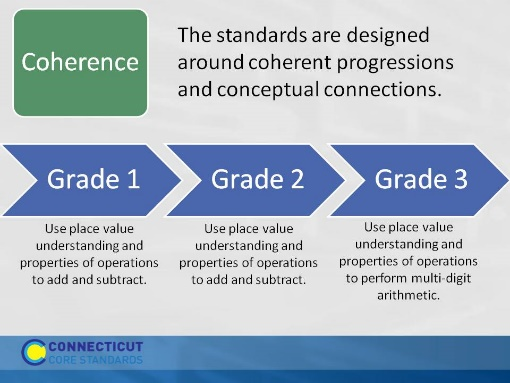 Coherence
The standards are designed
around coherent progressions
and conceptual connections.
Grade 1
Grade 2
Grade 3
Use place value
understanding and
properties of operations
to add and subtract.
Use place value
understanding and
properties of operations
to add and subtract.
Use place value
understanding and
properties of operations
to perform multi-digit
arithmetic.
CONNECTICUT
CORE STANDARDS